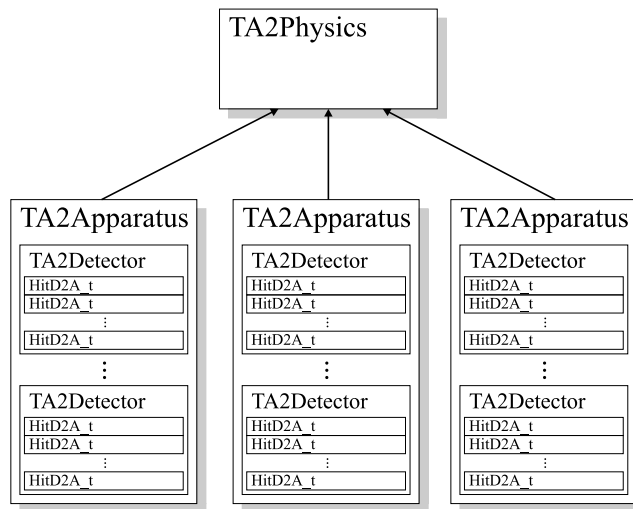 TA2Physics
TA2Apparatus
TA2Detector
HitD2A_t
HitD2A_t
⋮
HitD2A_t
⋮
TA2Detector
HitD2A_t
HitD2A_t
⋮
HitD2A_t
TA2Apparatus
TA2Detector
HitD2A_t
HitD2A_t
⋮
HitD2A_t
⋮
TA2Detector
HitD2A_t
HitD2A_t
⋮
HitD2A_t
TA2Apparatus
TA2Detector
HitD2A_t
HitD2A_t
⋮
HitD2A_t
⋮
TA2Detector
HitD2A_t
HitD2A_t
⋮
HitD2A_t